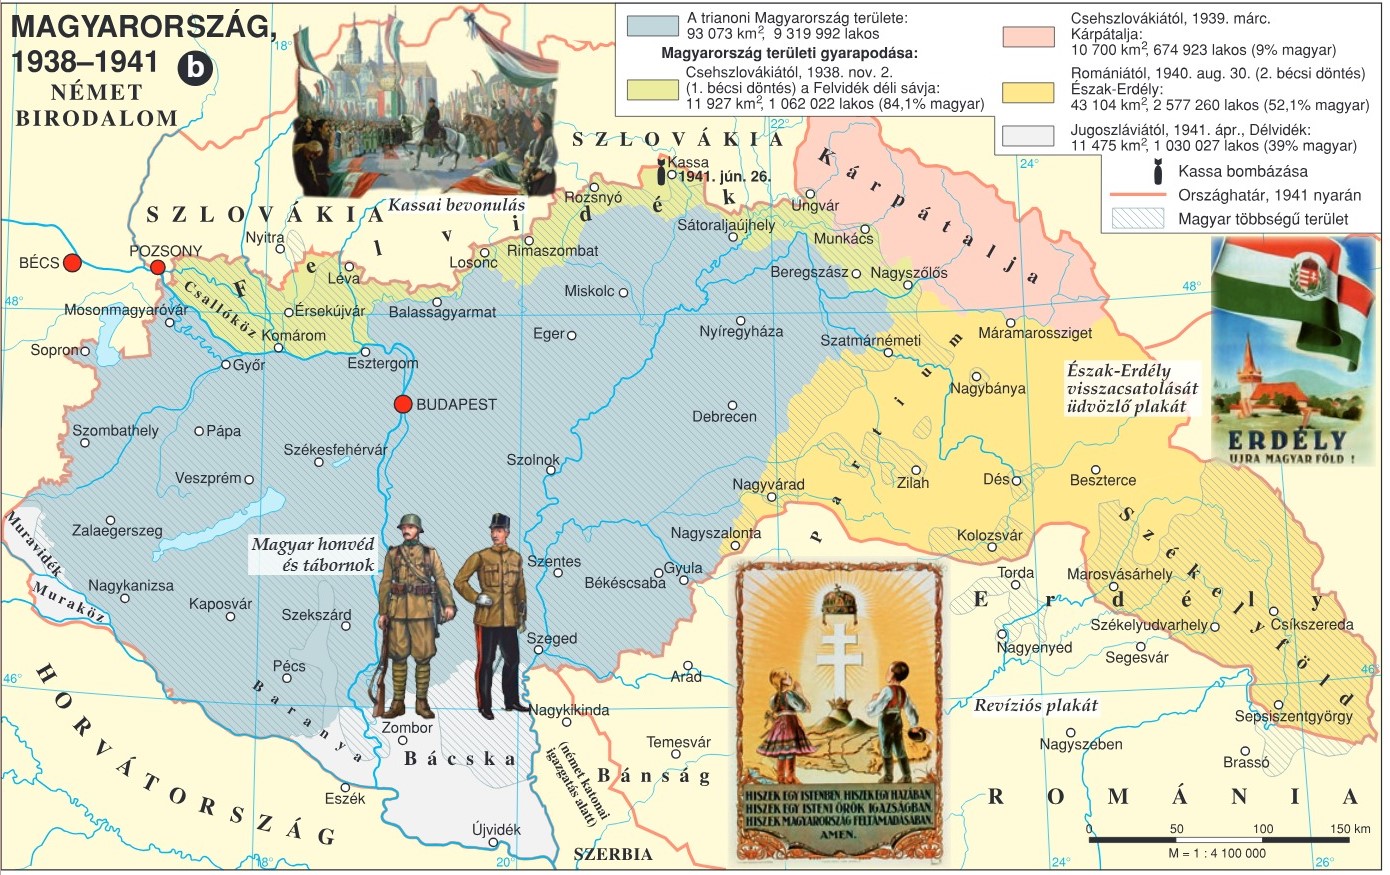 MAGYARORSZÁG,
1938–1941 b
NÉMET
BIRODALOM
A trianoni Magyarország területe:
93 073 km², 9 319 992 lakos
Magyarország területi gyarapodása:
Csehszlovákiától, 1938. nov. 2.
(1. bécsi döntés) a Felvidék déli sávja:
11 927 km², 1 062 022 lakos (84,1% magyar)
Csehszlovákiától, 1939. márc.
Kárpátalja:
10 700 km², 674 923 lakos (9% magyar)
Romániától, 1940. aug. 30. (2. bécsi döntés)
Észak-Erdély:
43 104 km², 2 577 260 lakos (52,1% magyar)
Jugoszláviától, 1941. ápr., Délvidék:
11 475 km², 1 030 027 lakos (39% magyar)
Kassa bombázása
Országhatár, 1941 nyarán
Magyar többségű terület
18°
22°
24°
SZLOVÁKIA
Kassa
1941. jún. 26.
Kassai bevonulás
SZLOVÁKIA
Felvidék
Kárpátalja
Rozsnyó
Ungvár
Sátoraljaújhely
Munkács
Nyitra
Rimaszombat
Losonc
POZSONY
BÉCS
Léva
Beregszász
Nagyszőlős
Csallóköz
Miskolc
48°
48°
Mosonmagyaróvár
Érsekújvár
Balassagyarmat
Komárom
Eger
Nyíregyháza
Szatmárnémeti
Máramarossziget
Sopron
Győr
Esztergom
Nagybánya
Észak-Erdély
visszacsatolását
üdvözlő plakát
BUDAPEST
Debrecen
Partium
Szombathely
Pápa
ERDÉLY
UJRA MAGYAR FÖLD !
Székesfehérvár
Veszprém
Szolnok
Nagyvárad
Zilah
Dés
Beszterce
Muravidék
Zalaegerszeg
Nagyszalonta
Kolozsvár
Székelyföld
Magyar honvéd
és tábornok
Szentes
Békéscsaba
Gyula
Torda
Marosvásárhely
Muraköz
Nagykanizsa
Kaposvár
Szekszárd
Erdély
Székelyudvarhely
Csíkszereda
Szeged
Nagyenyed
Segesvár
Pécs
Arad
46°
46°
Baranya
Nagykikinda
Revíziós plakát
Sepsiszentgyörgy
HORVÁTORSZÁG
Zombor
Bácska
(német katonai
igazgatás alatt)
Temesvár
Bánság
Nagyszeben
Brassó
HISZEK EGY ISTENBEN, HISZEK EGY HAZÁBAN,
HISZEK EGY ISTENI ÖRÖK IGAZSÁGBAN,
HISZEK MAGYARORSZÁG FELTÁMADÁSÁBAN.
AMEN.
Eszék
ROMÁNIA
Újvidék
SZERBIA
0 50 100 150 km
M = 1 : 4 100 000
18°
20°
24°
26°